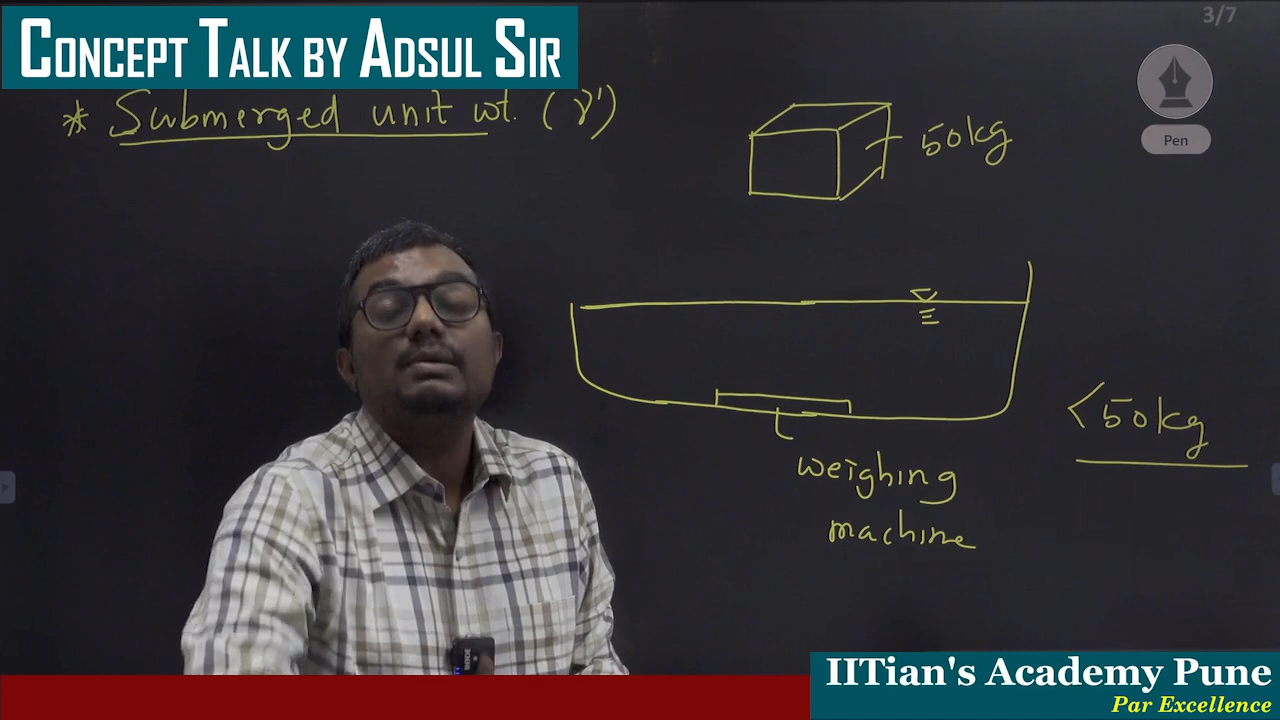 3/7
CONCEPT TALK BY ADSUL SIR
* Submerged unit wt. (γ')
50kg
Pen
<50kg
weighing
machine
IITian's Academy Pune
Par Excellence